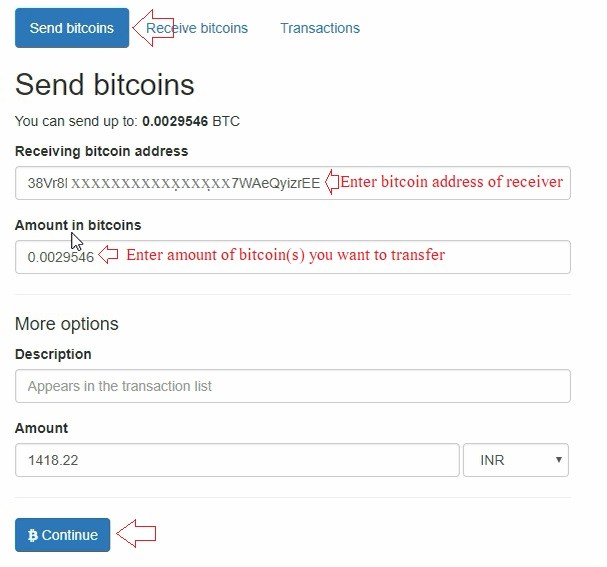 Send bitcoins Receive bitcoins Transactions
Send bitcoins
You can send up to: 0.0029546 BTC
Receiving bitcoin address
38Vr8l XXXXXXXXXXXXXXXX7WAeQyizrEE Enter bitcoin address of receiver
Amount in bitcoins
0.0029546 Enter amount of bitcoin(s) you want to transfer
More options
Description
Appears in the transaction list
Amount
1418.22 INR
Continue